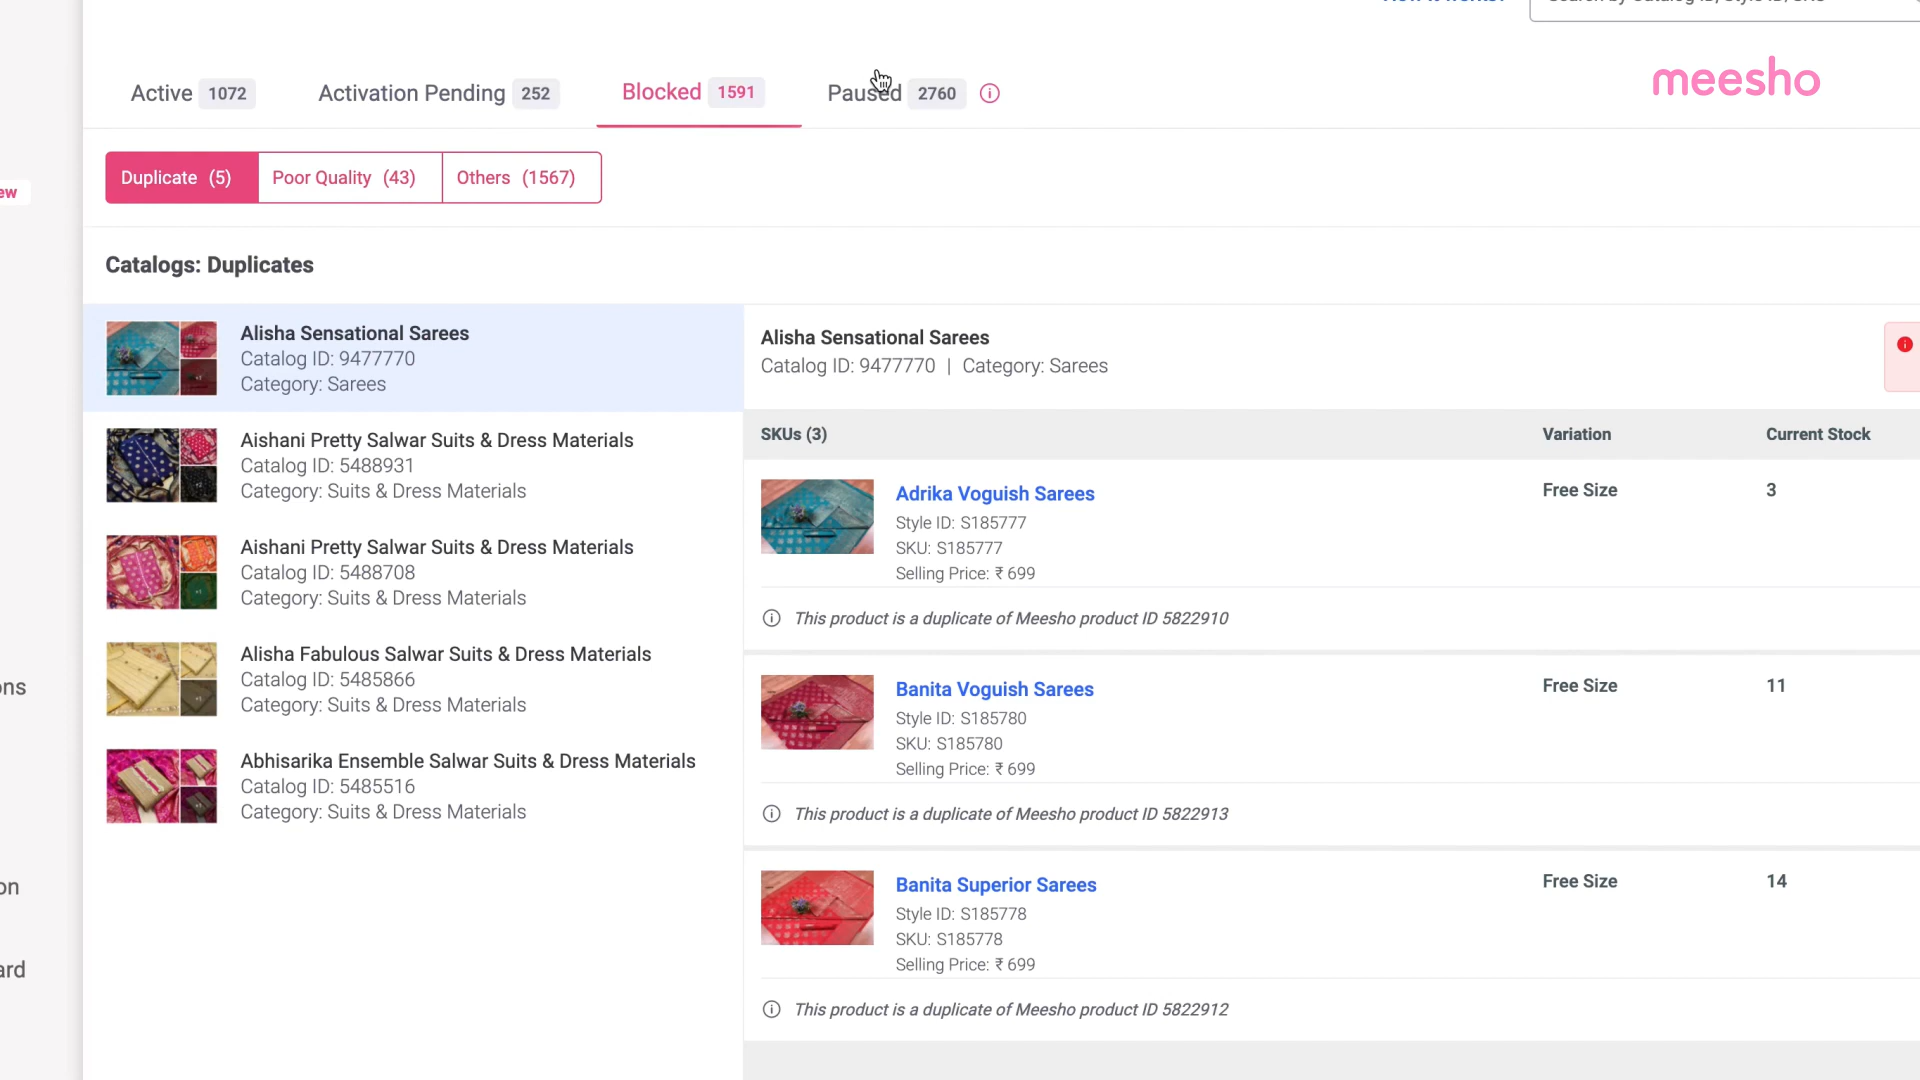 Active 1072 Activation Pending 252 Blocked 1591 Paused 2760
meesho
ew
Duplicate (5) Poor Quality (43) Others (1567)
Catalogs: Duplicates
Alisha Sensational Sarees
Catalog ID: 9477770
Category: Sarees
Aishani Pretty Salwar Suits & Dress Materials
Catalog ID: 5488931
Category: Suits & Dress Materials
Aishani Pretty Salwar Suits & Dress Materials
Catalog ID: 5488708
Category: Suits & Dress Materials
Alisha Fabulous Salwar Suits & Dress Materials
Catalog ID: 5485866
Category: Suits & Dress Materials
Abhisarika Ensemble Salwar Suits & Dress Materials
Catalog ID: 5485516
Category: Suits & Dress Materials
Alisha Sensational Sarees
Catalog ID: 9477770 | Category: Sarees
SKUs (3) Variation Current Stock
Adrika Voguish Sarees Free Size 3
Style ID: S185777
SKU: S185777
Selling Price: ₹ 699
This product is a duplicate of Meesho product ID 5822910
Banita Voguish Sarees Free Size 11
Style ID: S185780
SKU: S185780
Selling Price: ₹ 699
This product is a duplicate of Meesho product ID 5822913
Banita Superior Sarees Free Size 14
Style ID: S185778
SKU: S185778
Selling Price: ₹ 699
This product is a duplicate of Meesho product ID 5822912
ons
on
ard